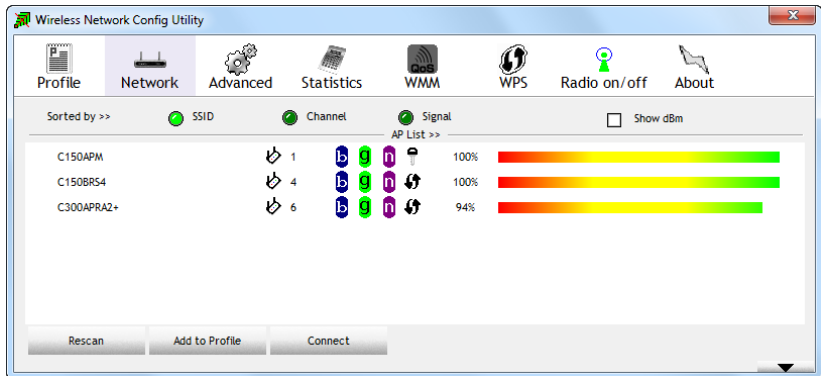 Wireless Network Config Utility
Profile Network Advanced Statistics QoS WMM WPS Radio on/off About
Sorted by >> SSID Channel Signal Show dBm
AP List >>
C150APM 1 b g n 100%
C150BRS4 4 b g n 100%
C300APRA2+ 6 b g n 94%
Rescan Add to Profile Connect